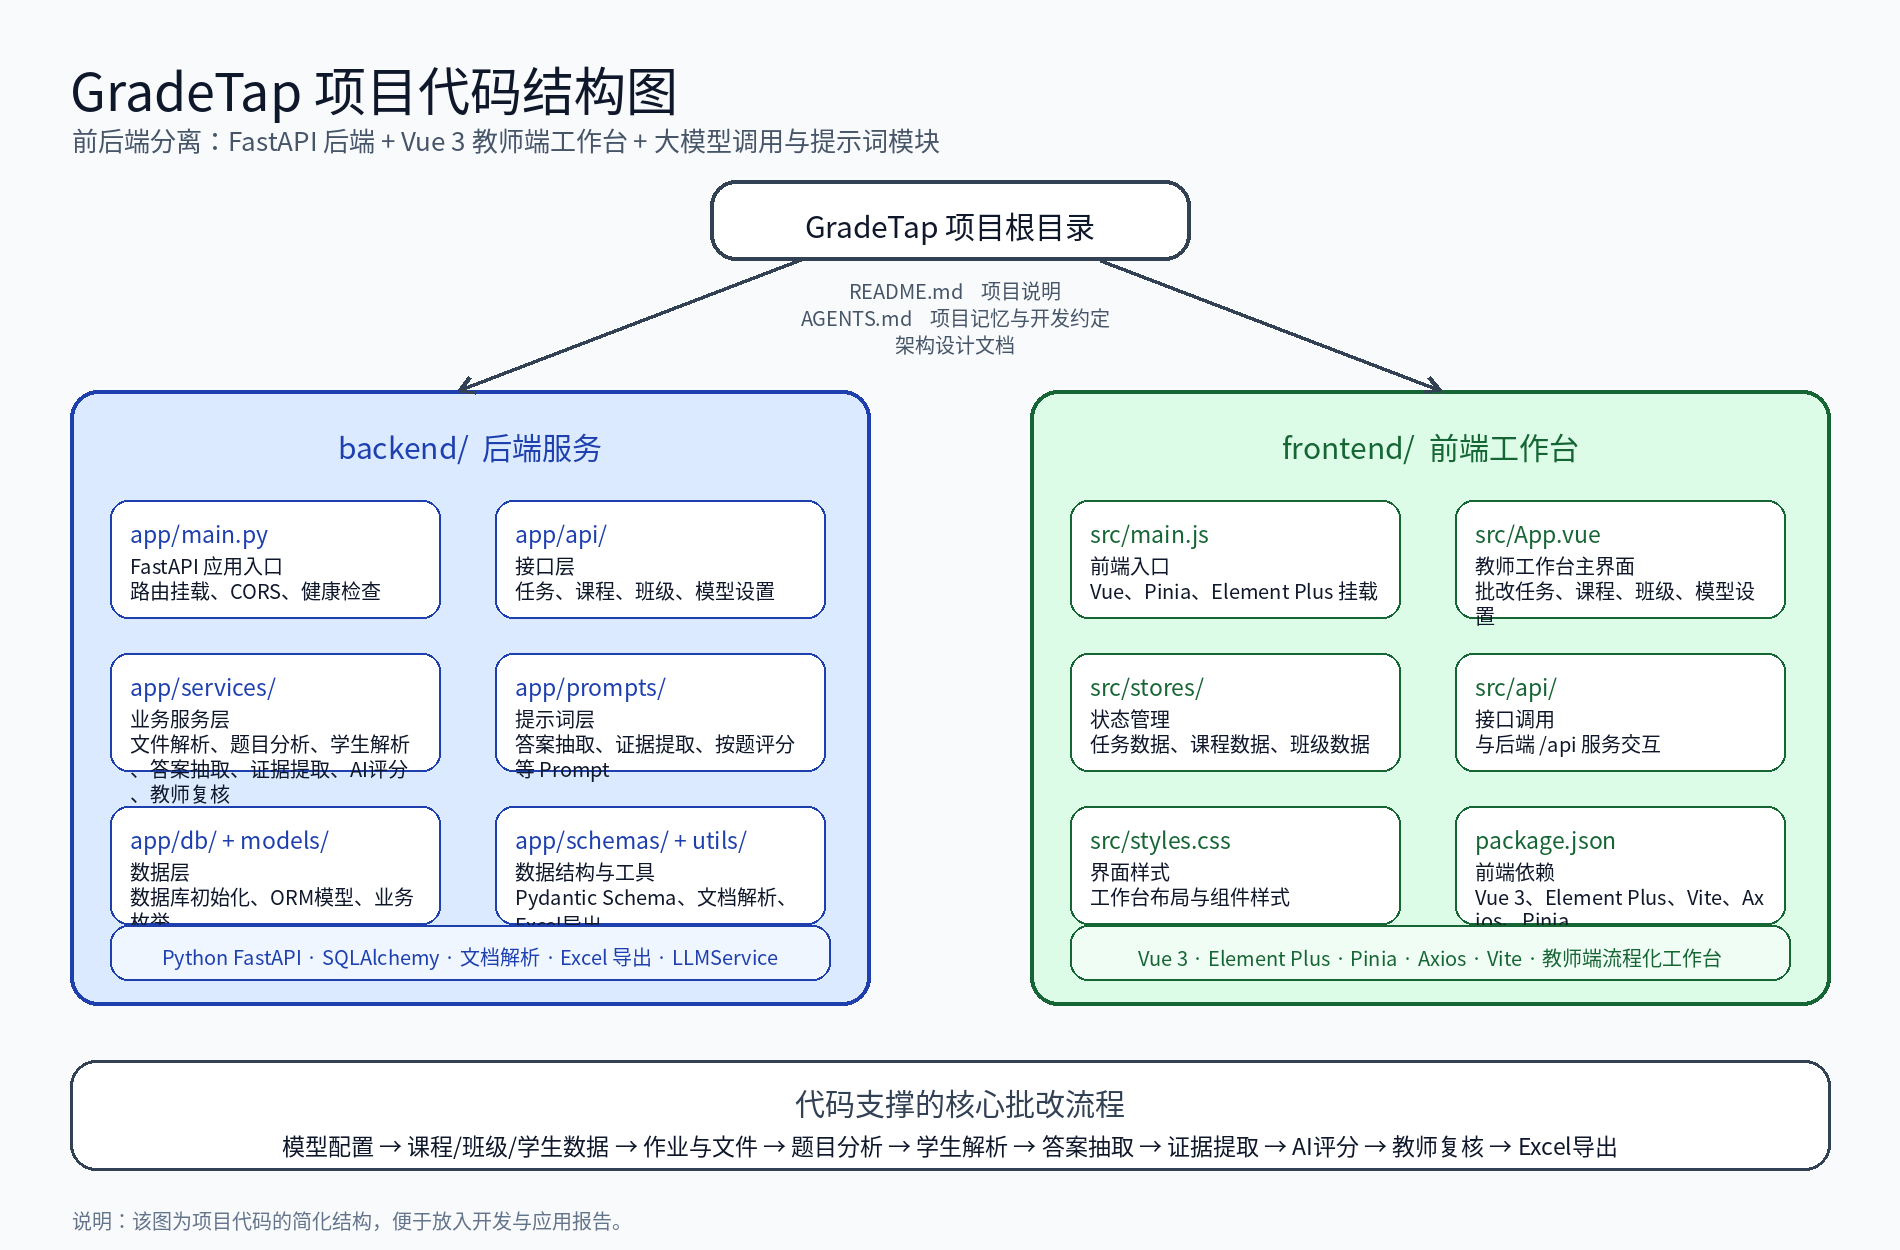 GradeTap 项目代码结构图
前后端分离：FastAPI 后端 + Vue 3 教师端工作台 + 大模型调用与提示词模块
GradeTap 项目根目录
README.md 项目说明
AGENTS.md 项目记忆与开发约定
架构设计文档
backend/ 后端服务
app/main.py
FastAPI 应用入口
路由挂载、CORS、健康检查
app/api/
接口层
任务、课程、班级、模型设置
app/services/
业务服务层
文件解析、题目分析、学生解析
、答案抽取、证据提取、AI评分
、教师复核
app/prompts/
提示词层
答案抽取、证据提取、按题评分
等 Prompt
app/db/ + models/
数据层
数据库初始化、ORM模型、业务
枚举
app/schemas/ + utils/
数据结构与工具
Pydantic Schema、文档解析、
Excel导出
Python FastAPI · SQLAlchemy · 文档解析 · Excel 导出 · LLMService
frontend/ 前端工作台
src/main.js
前端入口
Vue、Pinia、Element Plus 挂载
src/App.vue
教师工作台主界面
批改任务、课程、班级、模型设
置
src/stores/
状态管理
任务数据、课程数据、班级数据
src/api/
接口调用
与后端 /api 服务交互
src/styles.css
界面样式
工作台布局与组件样式
package.json
前端依赖
Vue 3、Element Plus、Vite、Ax
ios、Pinia
Vue 3 · Element Plus · Pinia · Axios · Vite · 教师端流程化工作台
代码支撑的核心批改流程
模型配置 → 课程/班级/学生数据 → 作业与文件 → 题目分析 → 学生解析 → 答案抽取 → 证据提取 → AI评分 → 教师复核 → Excel导出
说明：该图为项目代码的简化结构，便于放入开发与应用报告。